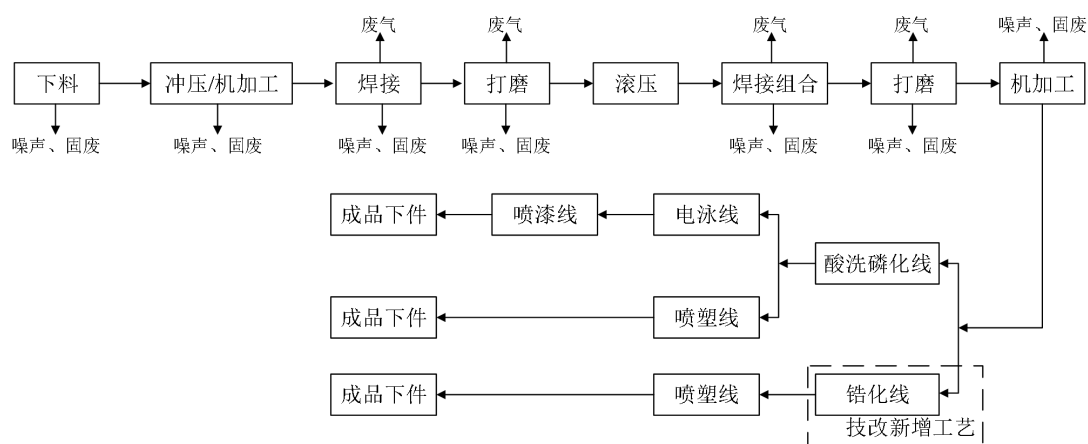 废气 废气 废气 废气 噪声、固废
下料 冲压/机加工 焊接 打磨 滚压 焊接组合 打磨 机加工
噪声、固废 噪声、固废 噪声、固废 噪声、固废 噪声、固废 噪声、固废
成品下件 喷漆线 电泳线
酸洗磷化线
成品下件 喷塑线
成品下件 喷塑线 锆化线
技改新增工艺